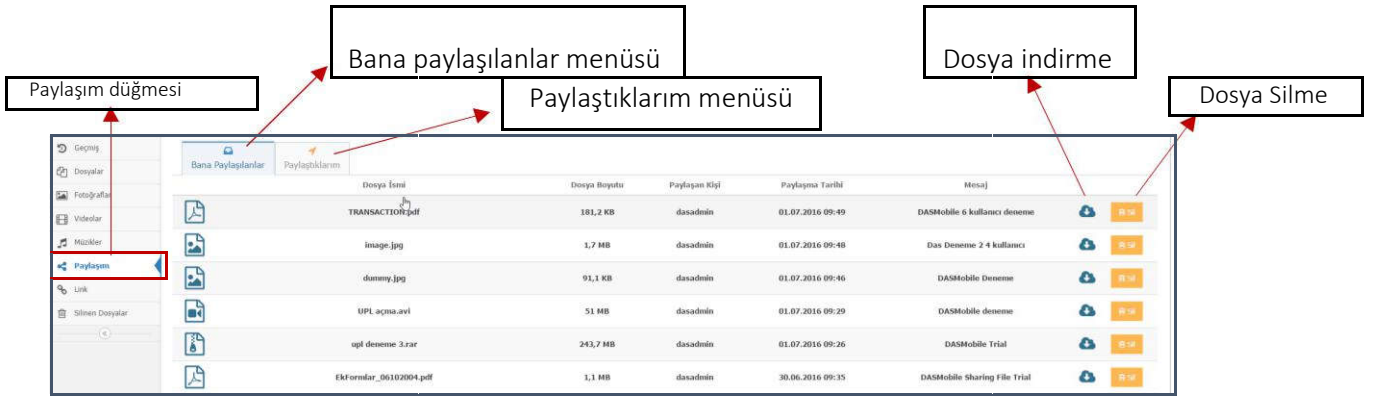 Bana paylaşılanlar menüsü
Dosya indirme
Paylaşım düğmesi
Paylaştıklarım menüsü
Dosya Silme
Geçmiş
Dosyalar
Fotoğraflar
Videolar
Müzikler
Paylaşım
Link
Silinen Dosyalar
Bana Paylaşılanlar Paylaştıklarım
Dosya İsmi Dosya Boyutu Paylaşan Kişi Paylaşma Tarihi Mesaj
TRANSACTION.pdf 181,2 KB dasadmin 01.07.2016 09:49 DASMobile 6 kullanıcı deneme Sil
image.jpg 1,7 MB dasadmin 01.07.2016 09:48 Das Deneme 2 4 kullanıcı Sil
dummy.jpg 91,1 KB dasadmin 01.07.2016 09:46 DASMobile Deneme Sil
UPL açma.avi 51 MB dasadmin 01.07.2016 09:29 DASMobile deneme Sil
upl deneme 3.rar 243,7 MB dasadmin 01.07.2016 09:26 DASMobile Trial Sil
EkFormlar_06102004.pdf 1,1 MB dasadmin 30.06.2016 09:35 DASMobile Sharing File Trial Sil